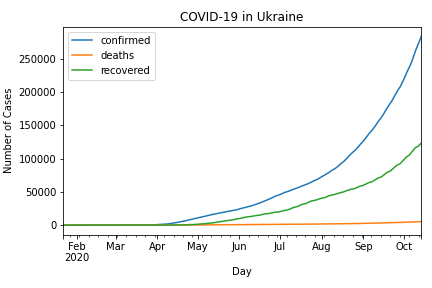 COVID-19 in Ukraine
confirmed
deaths
recovered
Number of Cases
250000
200000
150000
100000
50000
0
Feb Mar Apr May Jun Jul Aug Sep Oct
2020
Day